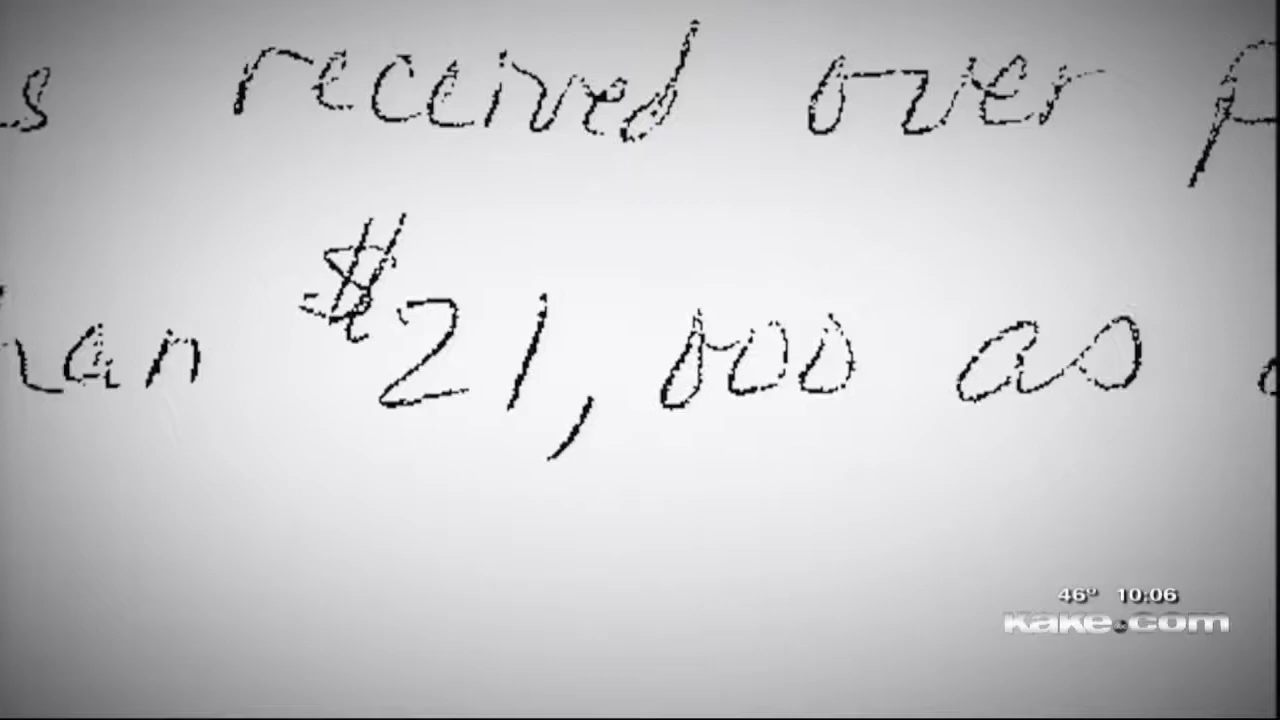 s received over p
han $21,000 as
46° 10:06
kake.com